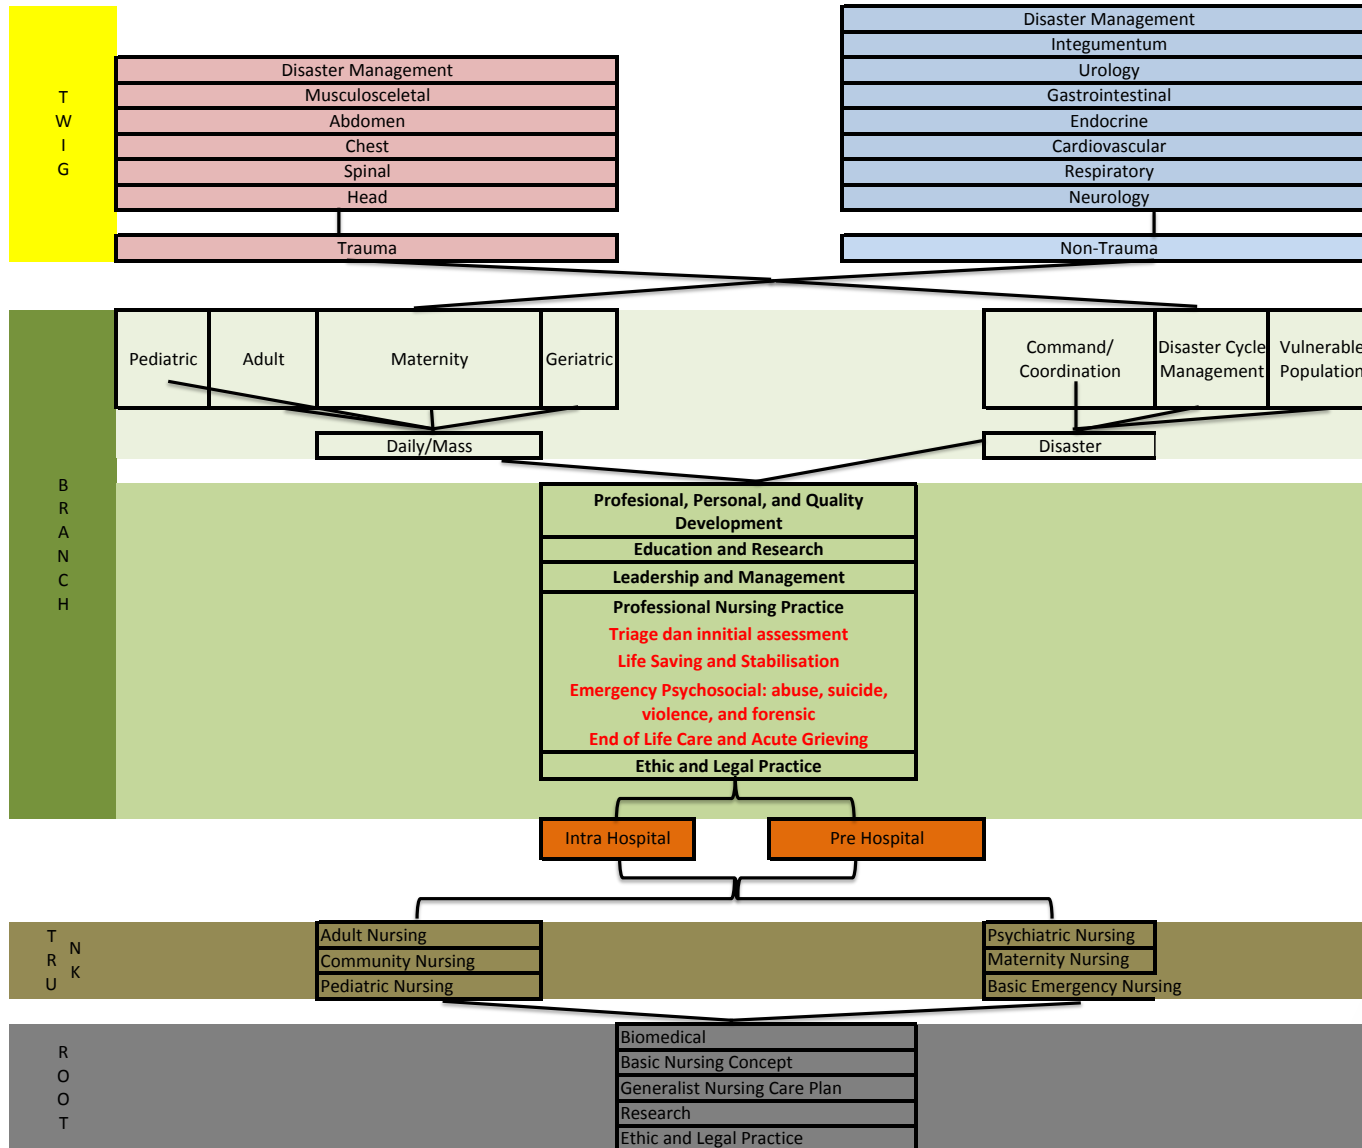 TWIG
Disaster Management
Musculosceletal
Abdomen
Chest
Spinal
Head
Trauma
Disaster Management
Integumentum
Urology
Gastrointestinal
Endocrine
Cardiovascular
Respiratory
Neurology
Non-Trauma
BRANCH
Pediatric
Adult
Maternity
Geriatric
Daily/Mass
Command/
Coordination
Disaster Cycle
Management
Vulnerable
Population
Disaster
Profesional, Personal, and Quality
Development
Education and Research
Leadership and Management
Professional Nursing Practice
Triage dan innitial assessment
Life Saving and Stabilisation
Emergency Psychosocial: abuse, suicide,
violence, and forensic
End of Life Care and Acute Grieving
Ethic and Legal Practice
Intra Hospital
Pre Hospital
TRUNK
Adult Nursing
Community Nursing
Pediatric Nursing
Psychiatric Nursing
Maternity Nursing
Basic Emergency Nursing
ROOT
Biomedical
Basic Nursing Concept
Generalist Nursing Care Plan
Research
Ethic and Legal Practice